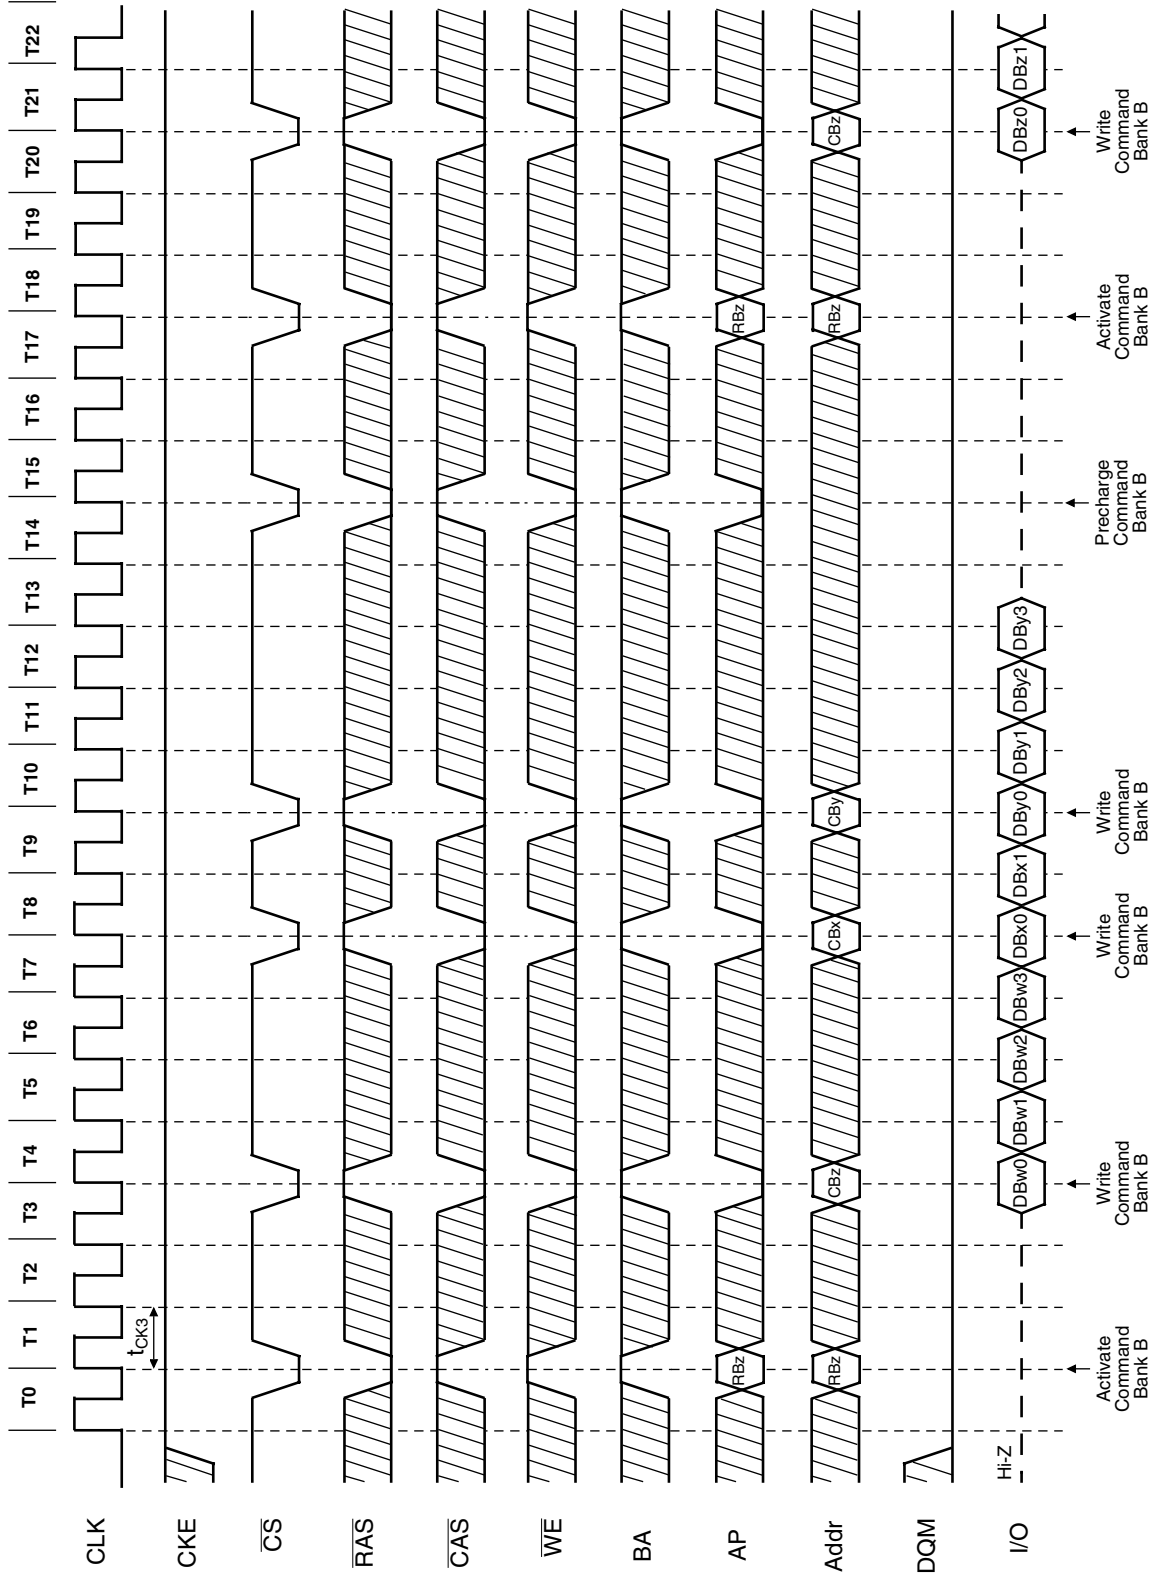 T0 T1 T2 T3 T4 T5 T6 T7 T8 T9 T10 T11 T12 T13 T14 T15 T16 T17 T18 T19 T20 T21 T22
CLK
tCK3
CKE
CS
RAS
CAS
WE
BA
AP
RBz RBz
Addr
RBz CBz CBx CBy RBz CBz
DQM
I/O
Hi-Z
DBw0 DBw1 DBw2 DBw3 DBx0 DBx1 DBy0 DBy1 DBy2 DBy3 DBz0 DBz1
Activate
Command
Bank B
Write
Command
Bank B
Write
Command
Bank B
Write
Command
Bank B
Precharge
Command
Bank B
Activate
Command
Bank B
Write
Command
Bank B